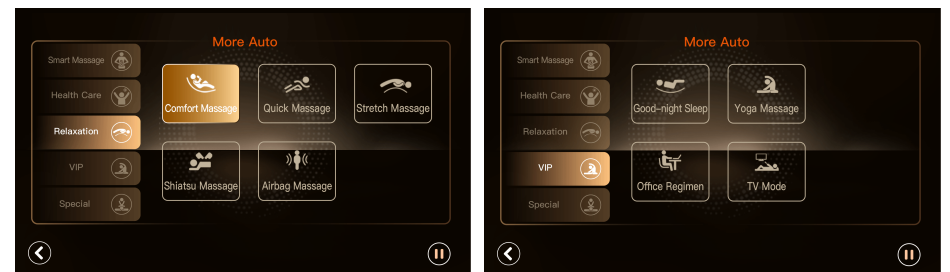 More Auto
Smart Massage
Health Care
Relaxation
VIP
Special
Comfort Massage
Quick Massage
Stretch Massage
Shiatsu Massage
Airbag Massage
More Auto
Smart Massage
Health Care
Relaxation
VIP
Special
Good-night Sleep
Yoga Massage
Office Regimen
TV Mode